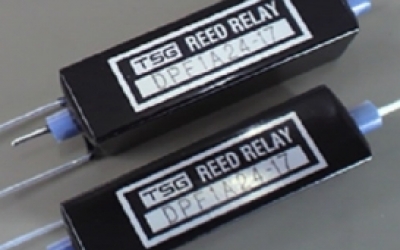 TSG REED RELAY
DPF1A24-17
TSG REED RELAY
DPF1A24-17